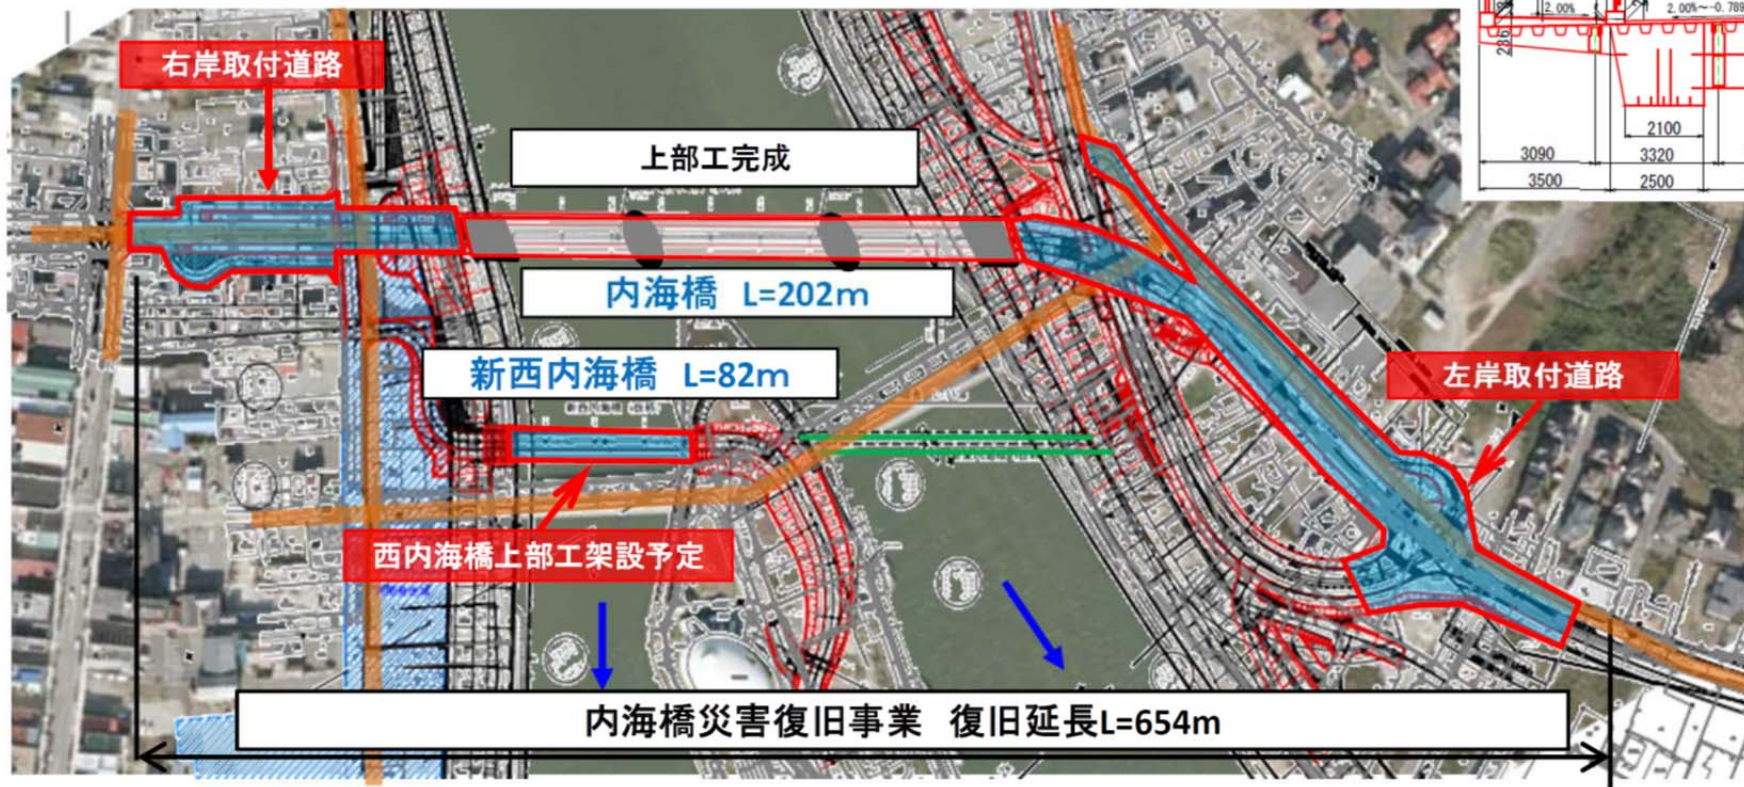 右岸取付道路
上部工完成
内海橋 L=202m
新西内海橋 L=82m
左岸取付道路
西内海橋上部工架設予定
内海橋災害復旧事業 復旧延長L=654m
2.00%
2.00%~-0.789
236
2100
3090
3320
3500
2500